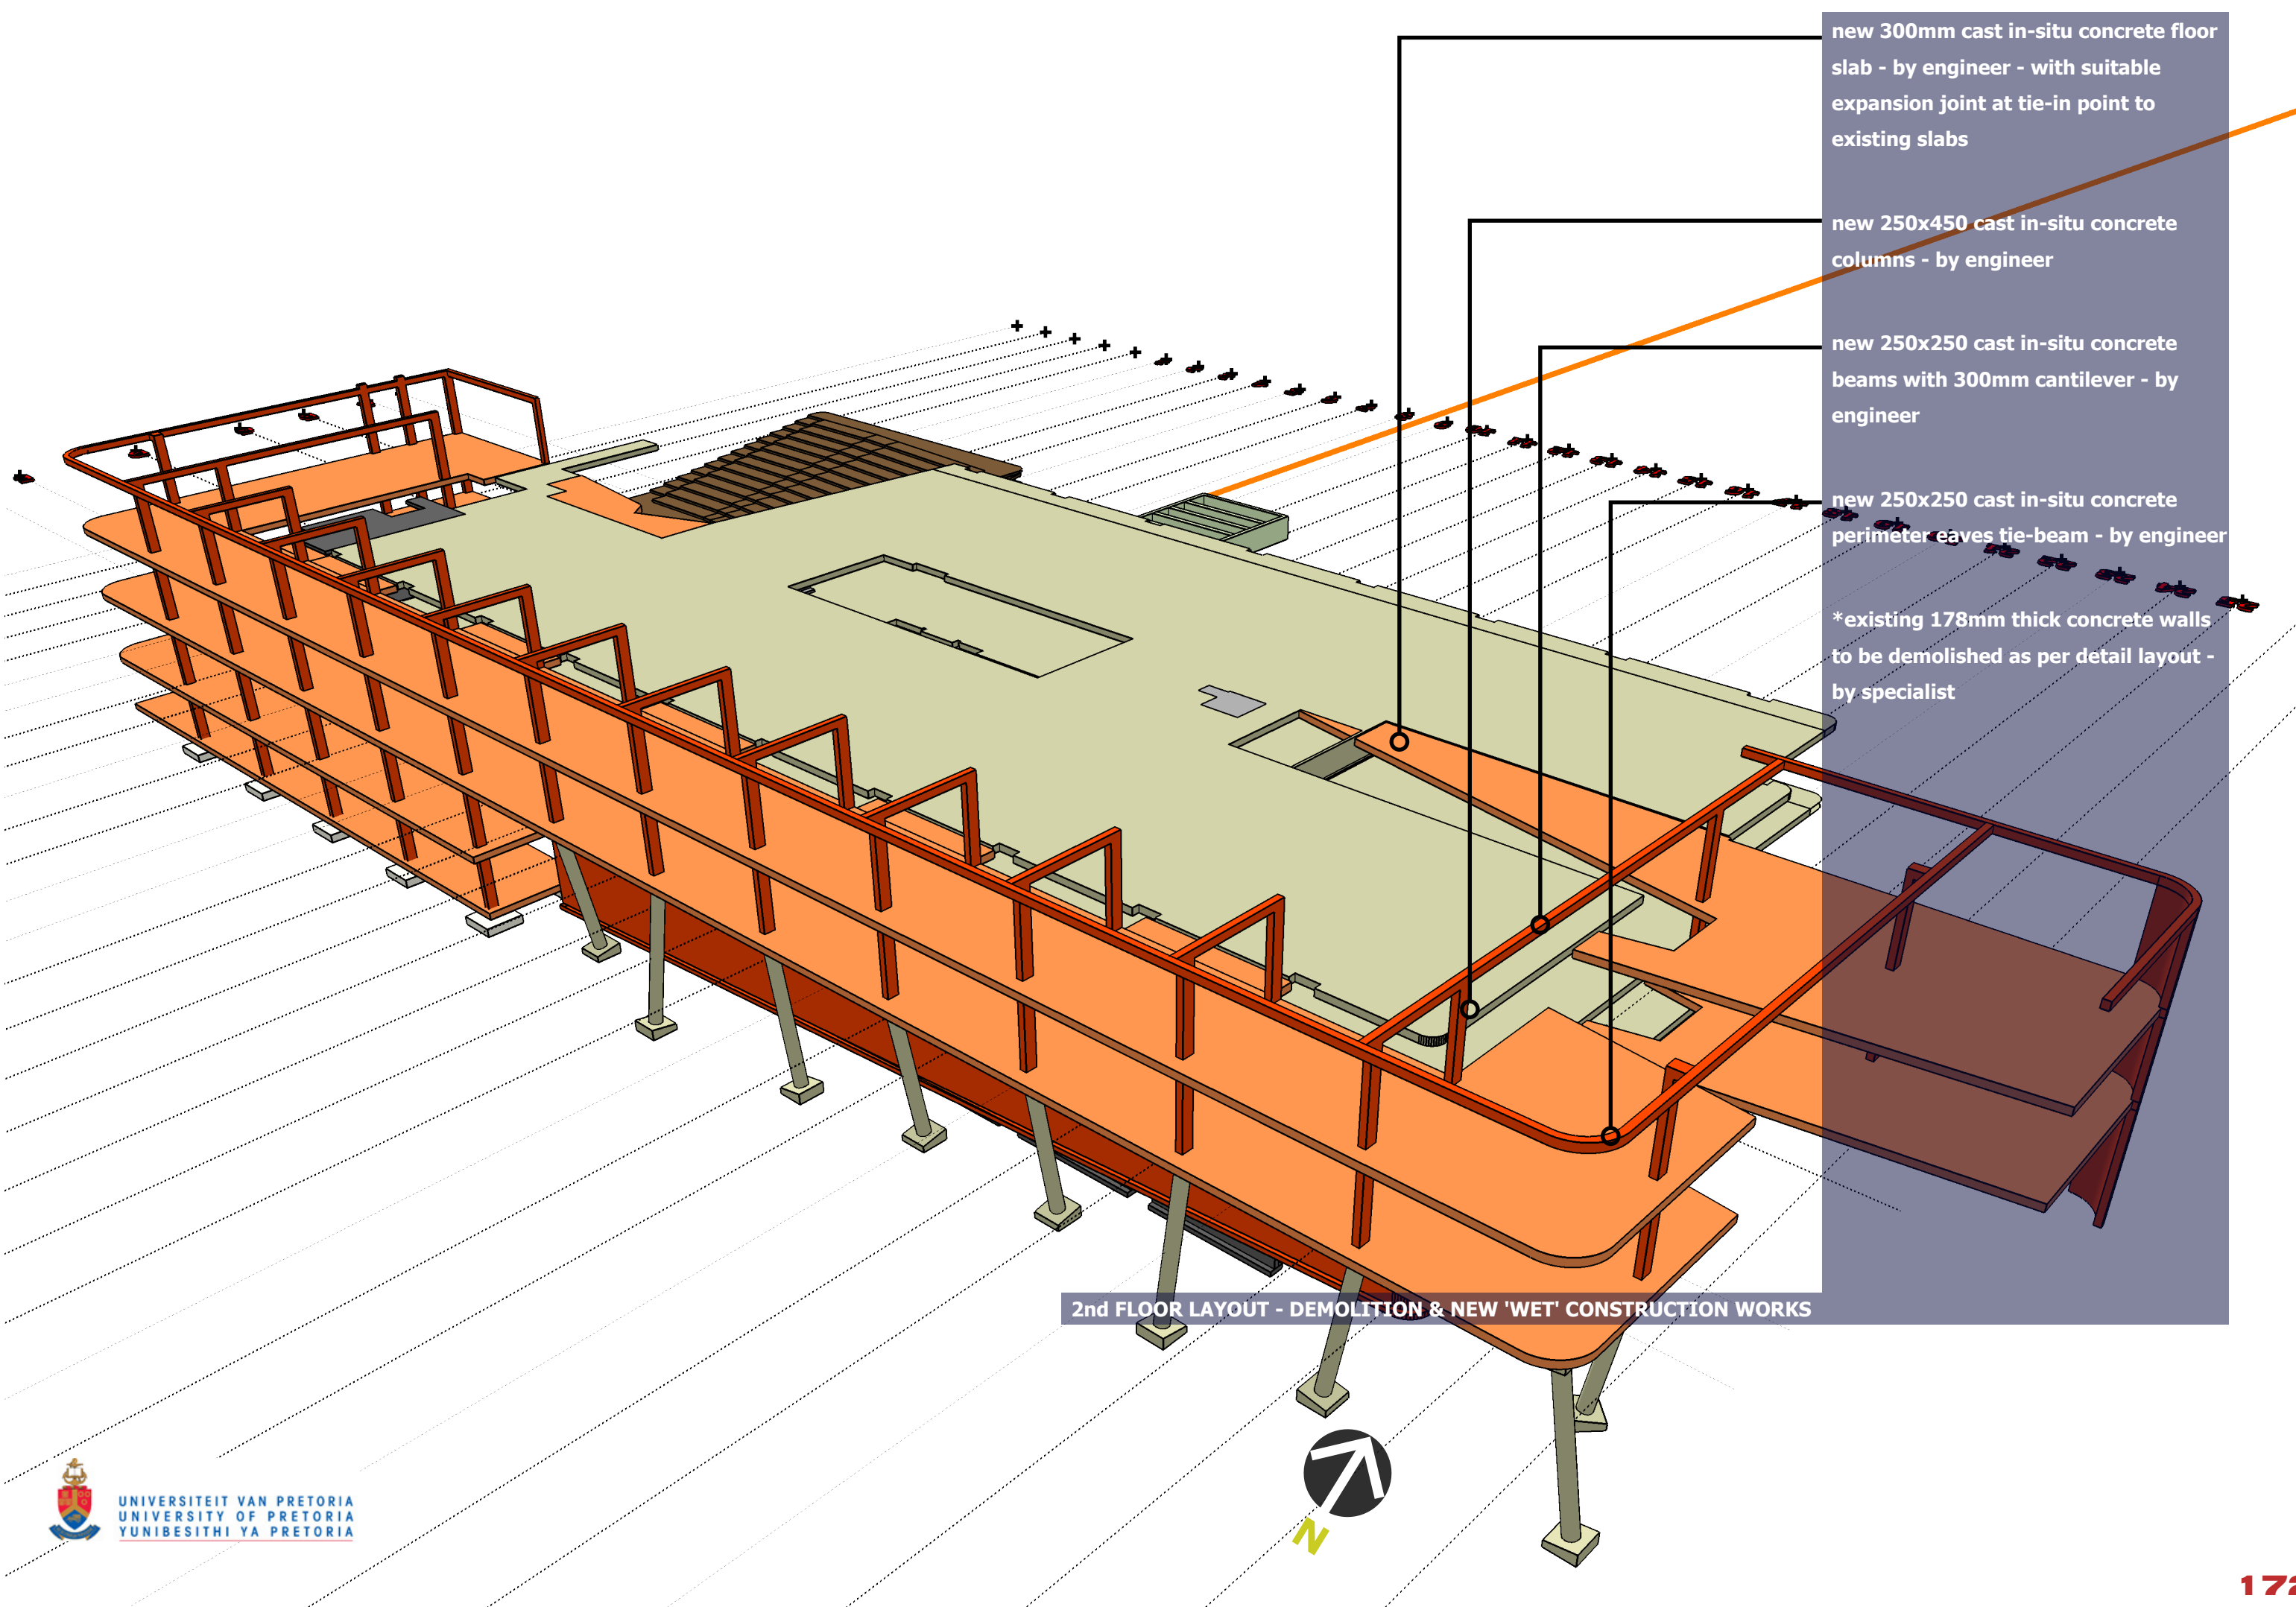 new 300mm cast in-situ concrete floor
slab - by engineer - with suitable
expansion joint at tie-in point to
existing slabs
new 250x450 cast in-situ concrete
columns - by engineer
new 250x250 cast in-situ concrete
beams with 300mm cantilever - by
engineer
new 250x250 cast in-situ concrete
perimeter eaves tie-beam - by engineer
*existing 178mm thick concrete walls
to be demolished as per detail layout -
by specialist
2nd FLOOR LAYOUT - DEMOLITION & NEW 'WET' CONSTRUCTION WORKS
N
UNIVERSITEIT VAN PRETORIA
UNIVERSITY OF PRETORIA
YUNIBESITHI YA PRETORIA